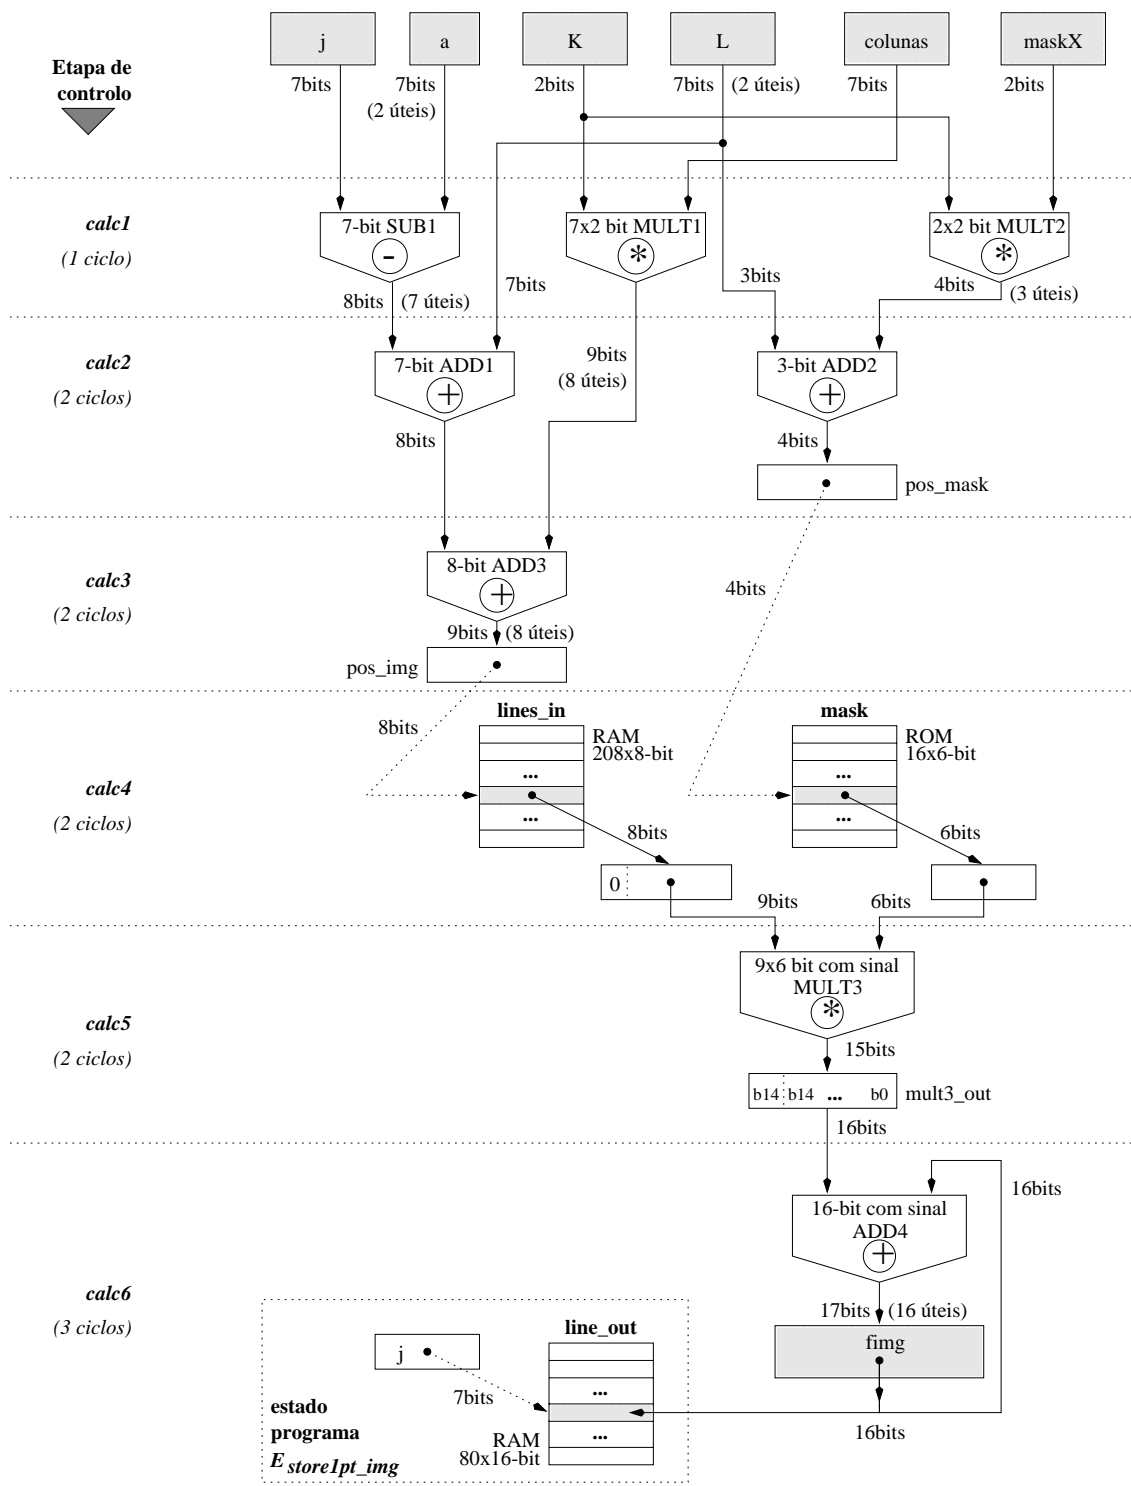 j
a
K
L
colunas
maskX
Etapa de
controlo
7bits
7bits
(2 úteis)
2bits
7bits
(2 úteis)
7bits
2bits
calc1
(1 ciclo)
7-bit SUB1
-
7x2 bit MULT1
*
2x2 bit MULT2
*
8bits
(7 úteis)
7bits
3bits
4bits
(3 úteis)
calc2
(2 ciclos)
7-bit ADD1
+
9bits
(8 úteis)
3-bit ADD2
+
8bits
4bits
pos_mask
calc3
(2 ciclos)
8-bit ADD3
+
4bits
9bits
(8 úteis)
pos_img
8bits
lines_in
RAM
208x8-bit
...
...
mask
ROM
16x6-bit
...
...
calc4
(2 ciclos)
8bits
6bits
0
9bits
6bits
calc5
(2 ciclos)
9x6 bit com sinal
MULT3
*
15bits
b14 b14 ... b0
mult3_out
16bits
calc6
(3 ciclos)
16bits
16-bit com sinal
ADD4
+
17bits
(16 úteis)
fimg
16bits
line_out
j
7bits
...
...
estado
programa
E store1pt_img
RAM
80x16-bit